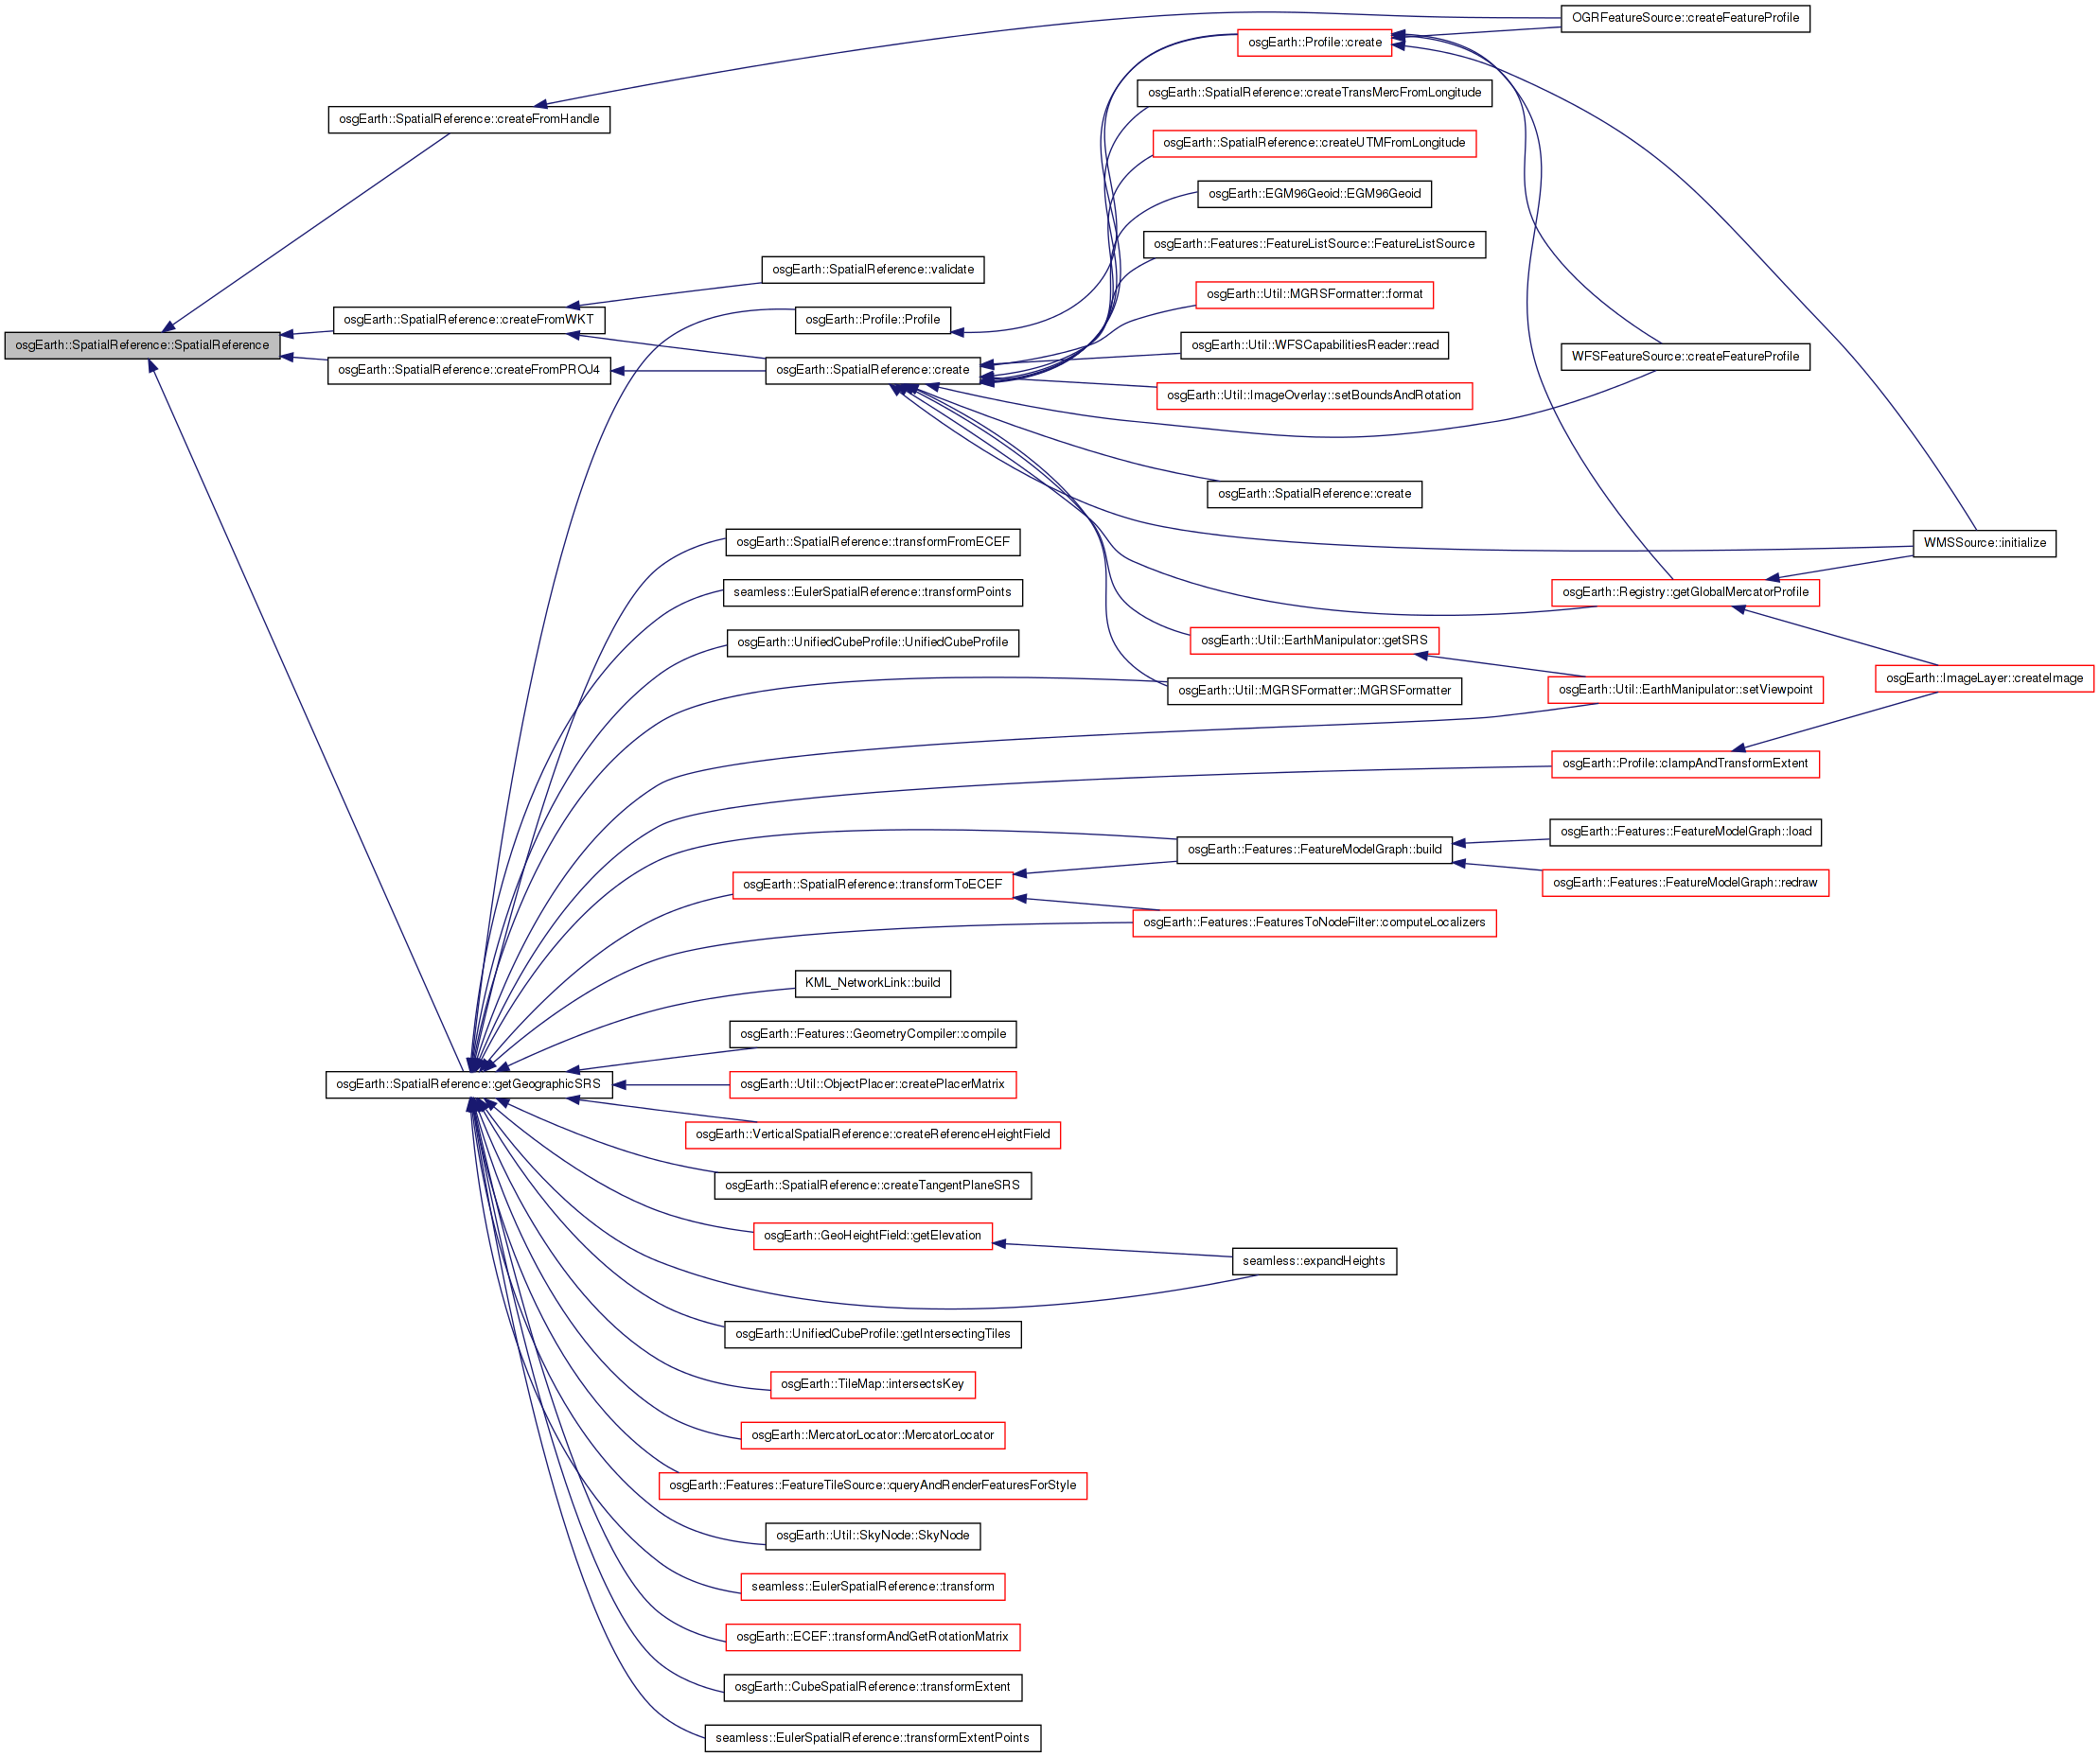 OGRFeatureSource::createFeatureProfile
osgEarth::Profile::create
osgEarth::SpatialReference::createTransMercFromLongitude
osgEarth::SpatialReference::createFromHandle
osgEarth::SpatialReference::createUTMFromLongitude
osgEarth::EGM96Geoid::EGM96Geoid
osgEarth::Features::FeatureListSource::FeatureListSource
osgEarth::SpatialReference::validate
osgEarth::Util::MGRSFormatter::format
osgEarth::Profile::Profile
osgEarth::SpatialReference::createFromWKT
osgEarth::SpatialReference::SpatialReference
osgEarth::Util::WFSCapabilitiesReader::read
WFSFeatureSource::createFeatureProfile
osgEarth::SpatialReference::createFromPROJ4
osgEarth::SpatialReference::create
osgEarth::Util::ImageOverlay::setBoundsAndRotation
osgEarth::SpatialReference::create
osgEarth::SpatialReference::transformFromECEF
WMSSource::initialize
seamless::EulerSpatialReference::transformPoints
osgEarth::Registry::getGlobalMercatorProfile
osgEarth::UnifiedCubeProfile::UnifiedCubeProfile
osgEarth::Util::EarthManipulator::getSRS
osgEarth::ImageLayer::createImage
osgEarth::Util::MGRSFormatter::MGRSFormatter
osgEarth::Util::EarthManipulator::setViewpoint
osgEarth::Profile::clampAndTransformExtent
osgEarth::Features::FeatureModelGraph::load
osgEarth::Features::FeatureModelGraph::build
osgEarth::SpatialReference::transformToECEF
osgEarth::Features::FeatureModelGraph::redraw
osgEarth::Features::FeaturesToNodeFilter::computeLocalizers
KML_NetworkLink::build
osgEarth::Features::GeometryCompiler::compile
osgEarth::SpatialReference::getGeographicSRS
osgEarth::Util::ObjectPlacer::createPlacerMatrix
osgEarth::VerticalSpatialReference::createReferenceHeightField
osgEarth::SpatialReference::createTangentPlaneSRS
osgEarth::GeoHeightField::getElevation
seamless::expandHeights
osgEarth::UnifiedCubeProfile::getIntersectingTiles
osgEarth::TileMap::intersectsKey
osgEarth::MercatorLocator::MercatorLocator
osgEarth::Features::FeatureTileSource::queryAndRenderFeaturesForStyle
osgEarth::Util::SkyNode::SkyNode
seamless::EulerSpatialReference::transform
osgEarth::ECEF::transformAndGetRotationMatrix
osgEarth::CubeSpatialReference::transformExtent
seamless::EulerSpatialReference::transformExtentPoints